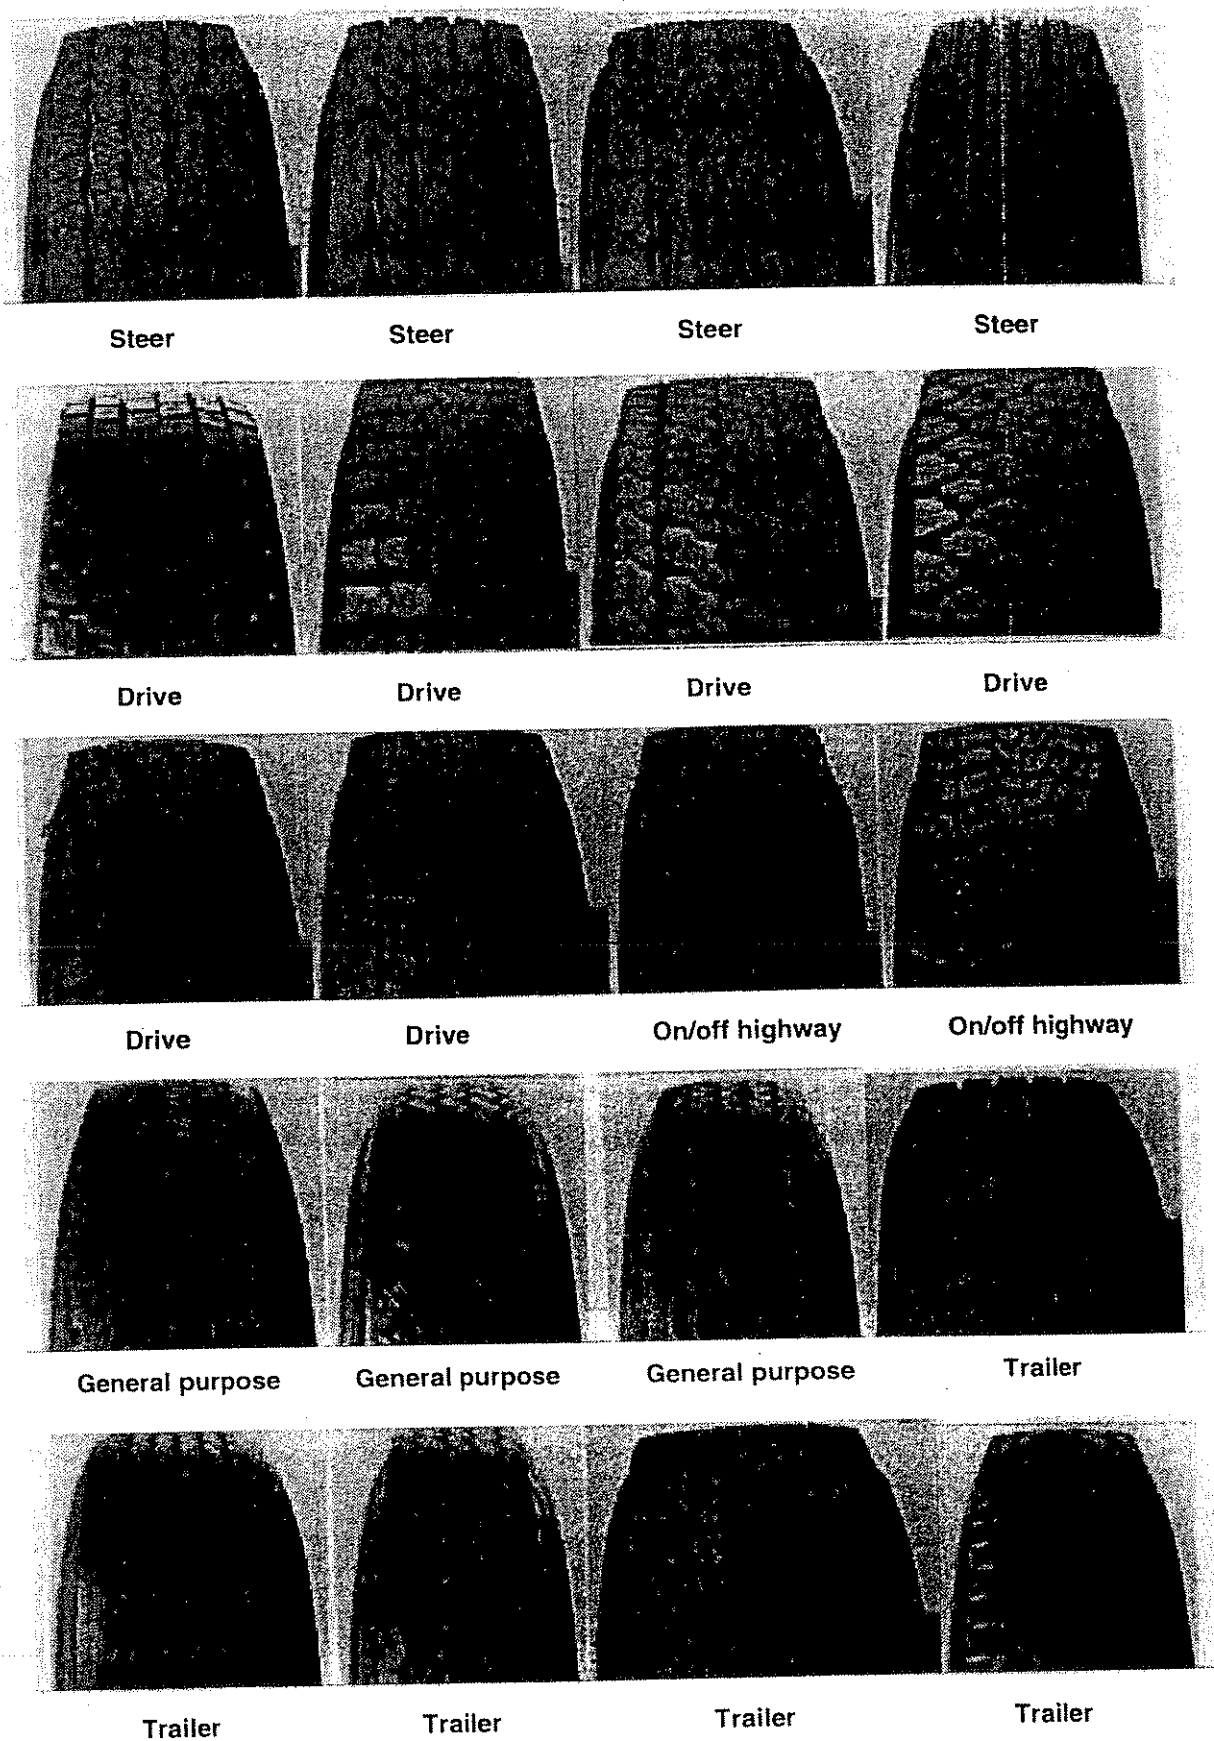 Steer Steer Steer Steer
Drive Drive Drive Drive
Drive Drive On/off highway On/off highway
General purpose General purpose General purpose Trailer
Trailer Trailer Trailer Trailer